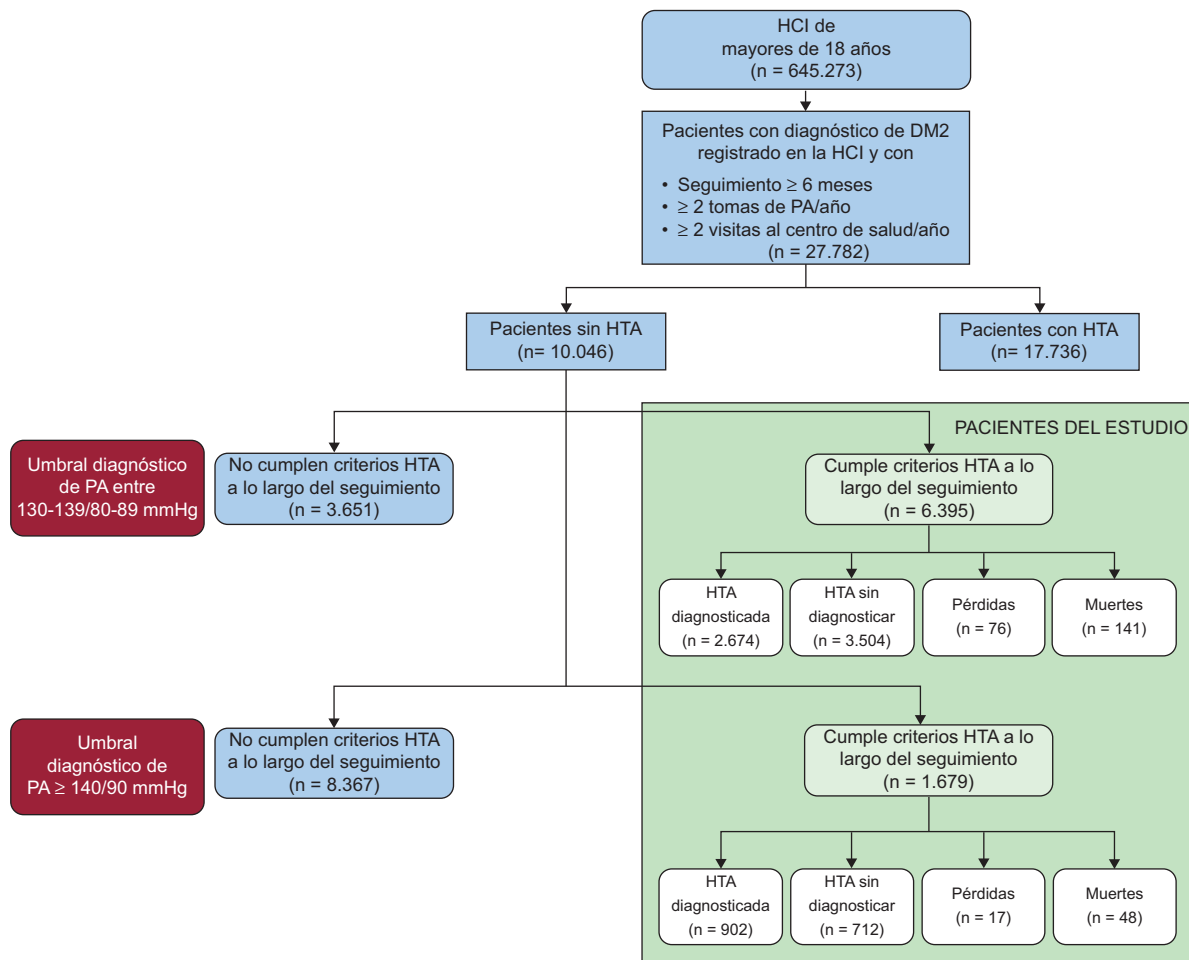 HCI de
mayores de 18 años
(n = 645.273)
Pacientes con diagnóstico de DM2
registrado en la HCI y con
• Seguimiento ≥ 6 meses
• ≥ 2 tomas de PA/año
• ≥ 2 visitas al centro de salud/año
(n = 27.782)
Pacientes sin HTA
(n= 10.046)
Pacientes con HTA
(n= 17.736)
PACIENTES DEL ESTUDIO
Umbral diagnóstico
de PA entre
130-139/80-89 mmHg
No cumplen criterios HTA
a lo largo del seguimiento
(n = 3.651)
Cumple criterios HTA a lo
largo del seguimiento
(n = 6.395)
HTA
diagnosticada
(n = 2.674)
HTA sin
diagnosticar
(n = 3.504)
Pérdidas
(n = 76)
Muertes
(n = 141)
Umbral
diagnóstico de
PA ≥ 140/90 mmHg
No cumplen criterios HTA
a lo largo del seguimiento
(n = 8.367)
Cumple criterios HTA a lo
largo del seguimiento
(n = 1.679)
HTA
diagnosticada
(n = 902)
HTA sin
diagnosticar
(n = 712)
Pérdidas
(n = 17)
Muertes
(n = 48)